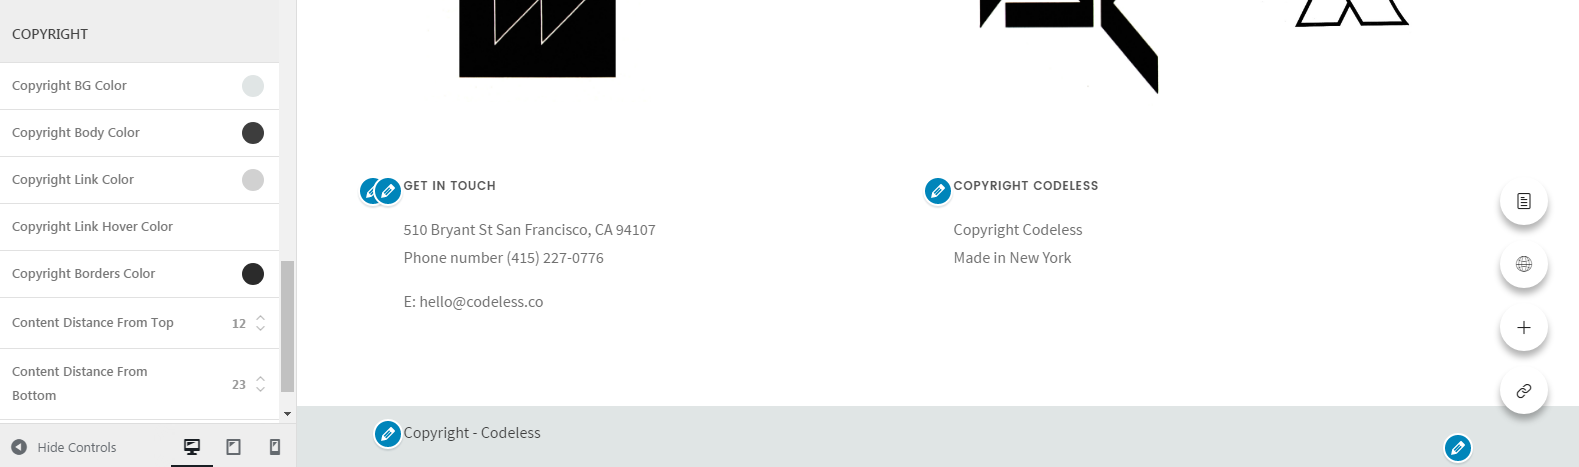 COPYRIGHT
Copyright BG Color
Copyright Body Color
Copyright Link Color
Copyright Link Hover Color
Copyright Borders Color
Content Distance From Top 12
Content Distance From
Bottom 23
Hide Controls
GET IN TOUCH
510 Bryant St San Francisco, CA 94107
Phone number (415) 227-0776
E: hello@codeless.co
COPYRIGHT CODELESS
Copyright Codeless
Made in New York
Copyright - Codeless